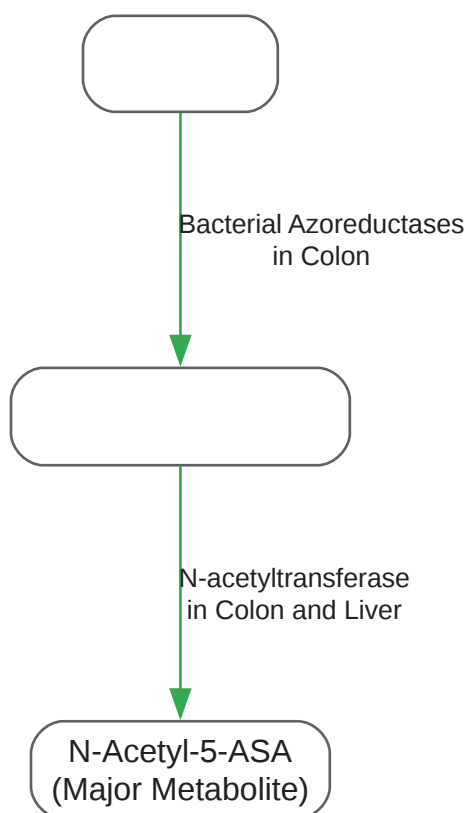 Bacterial Azoreductases
in Colon
N-acetyltransferase
in Colon and Liver
N-Acetyl-5-ASA
(Major Metabolite)